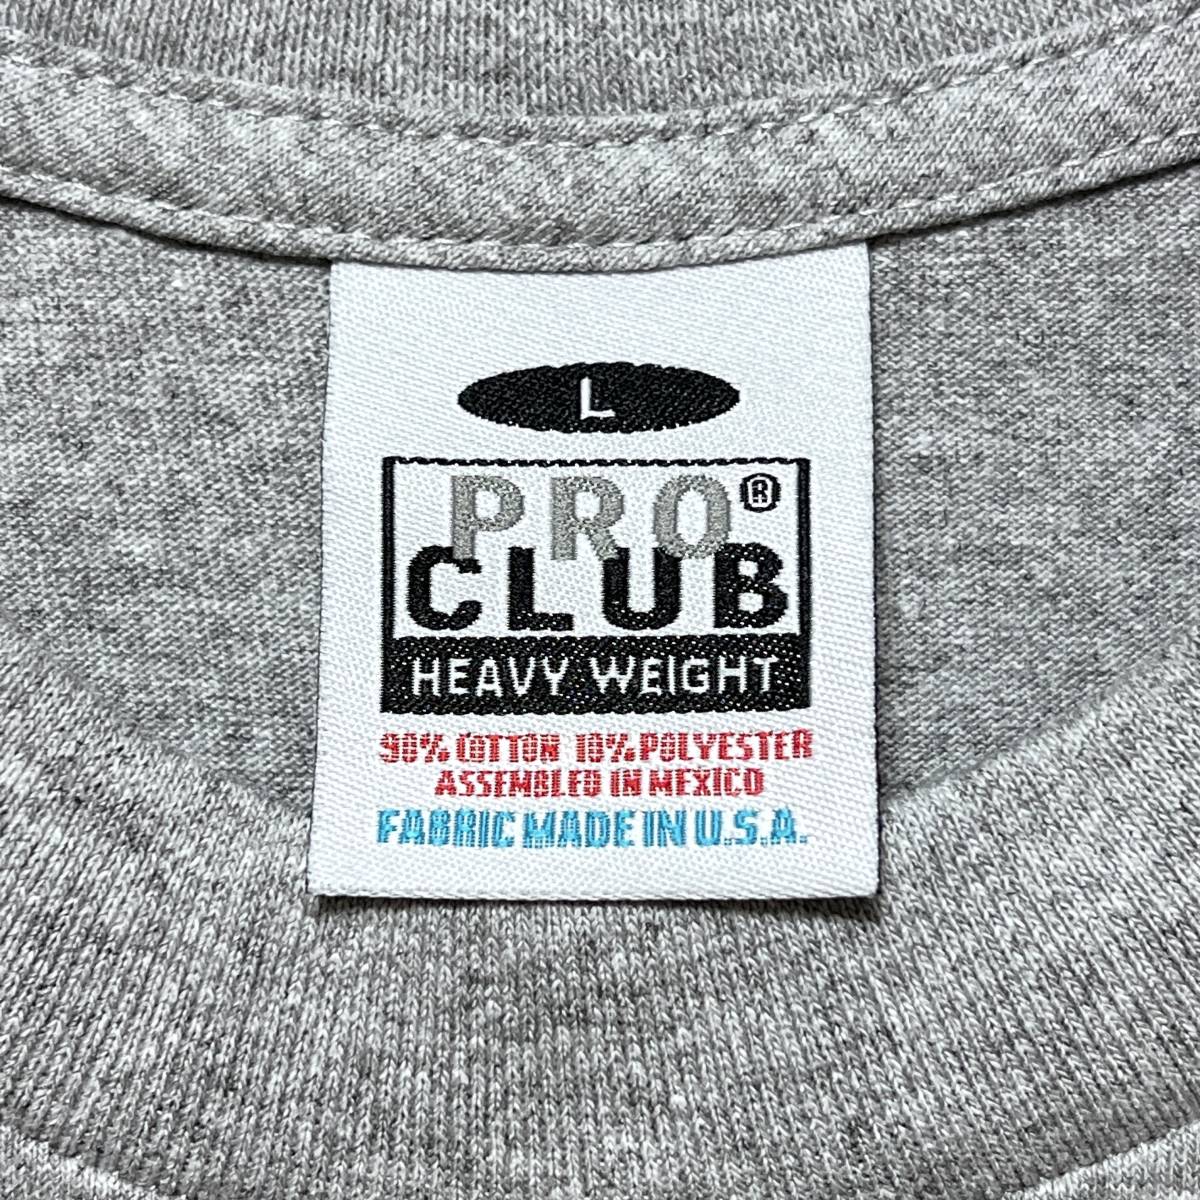 L
PRO®
CLUB
HEAVY WEIGHT
90% COTTON 10% POLYESTER
ASSEMBLED IN MEXICO
FABRIC MADE IN U.S.A.